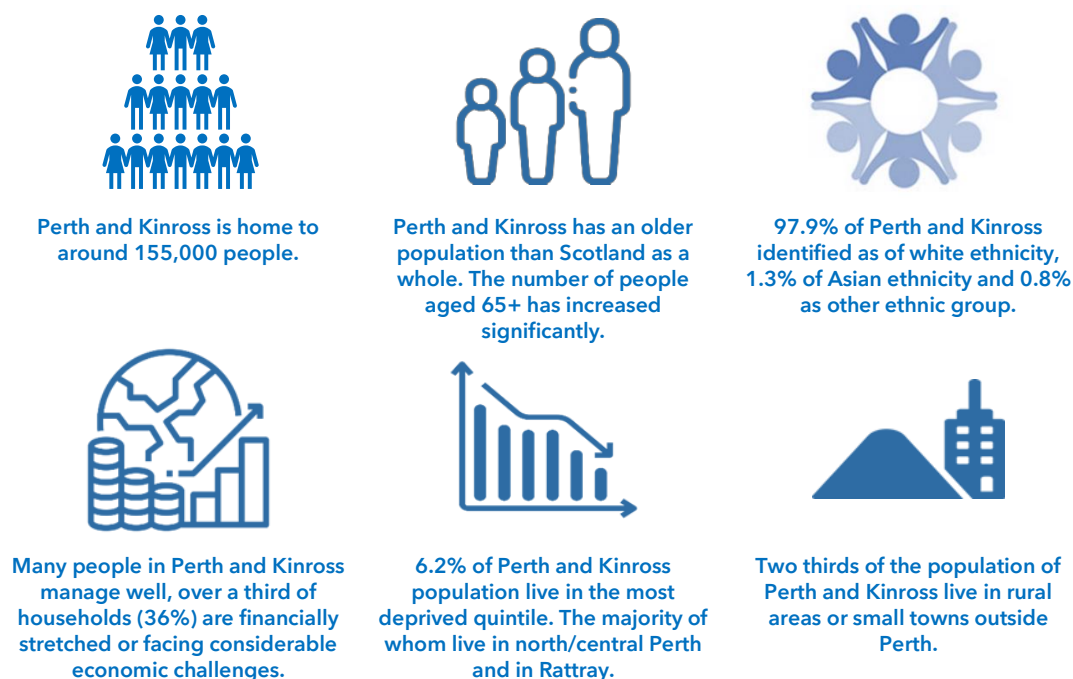 Perth and Kinross is home to
around 155,000 people.
Perth and Kinross has an older
population than Scotland as a
whole. The number of people
aged 65+ has increased
significantly.
97.9% of Perth and Kinross
identified as of white ethnicity,
1.3% of Asian ethnicity and 0.8%
as other ethnic group.
Many people in Perth and Kinross
manage well, over a third of
households (36%) are financially
stretched or facing considerable
economic challenges.
6.2% of Perth and Kinross
population live in the most
deprived quintile. The majority of
whom live in north/central Perth
and in Rattray.
Two thirds of the population of
Perth and Kinross live in rural
areas or small towns outside
Perth.